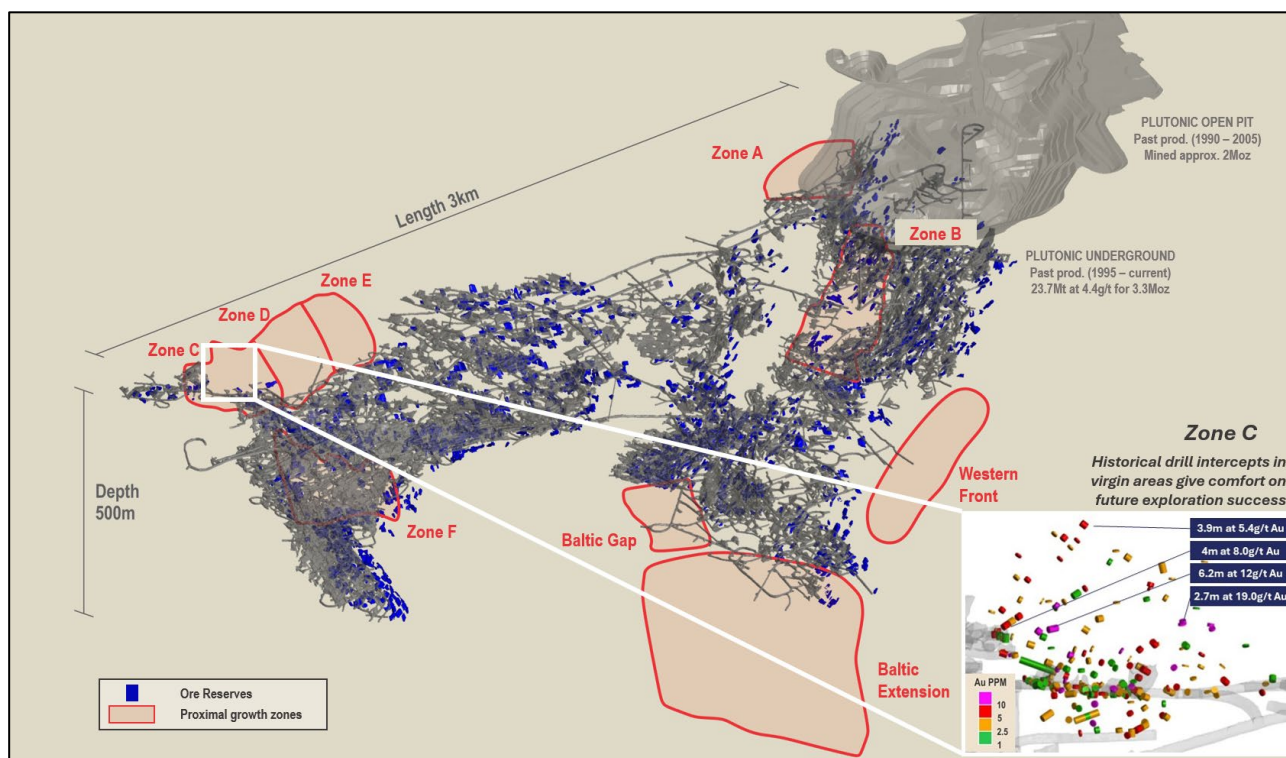 PLUTONIC OPEN PIT
Past prod. (1990 – 2005)
Mined approx. 2Moz
Zone A
Length 3km
Zone B
PLUTONIC UNDERGROUND
Past prod. (1995 – current)
23.7Mt at 4.4g/t for 3.3Moz
Zone E
Zone D
Zone C
Depth
500m
Zone F
Baltic Gap
Western
Front
Baltic
Extension
Zone C
Historical drill intercepts in
virgin areas give comfort on
future exploration success
3.9m at 5.4g/t Au
4m at 8.0g/t Au
6.2m at 12g/t Au
2.7m at 19.0g/t Au
Au PPM
10
5
2.5
1
Ore Reserves
Proximal growth zones